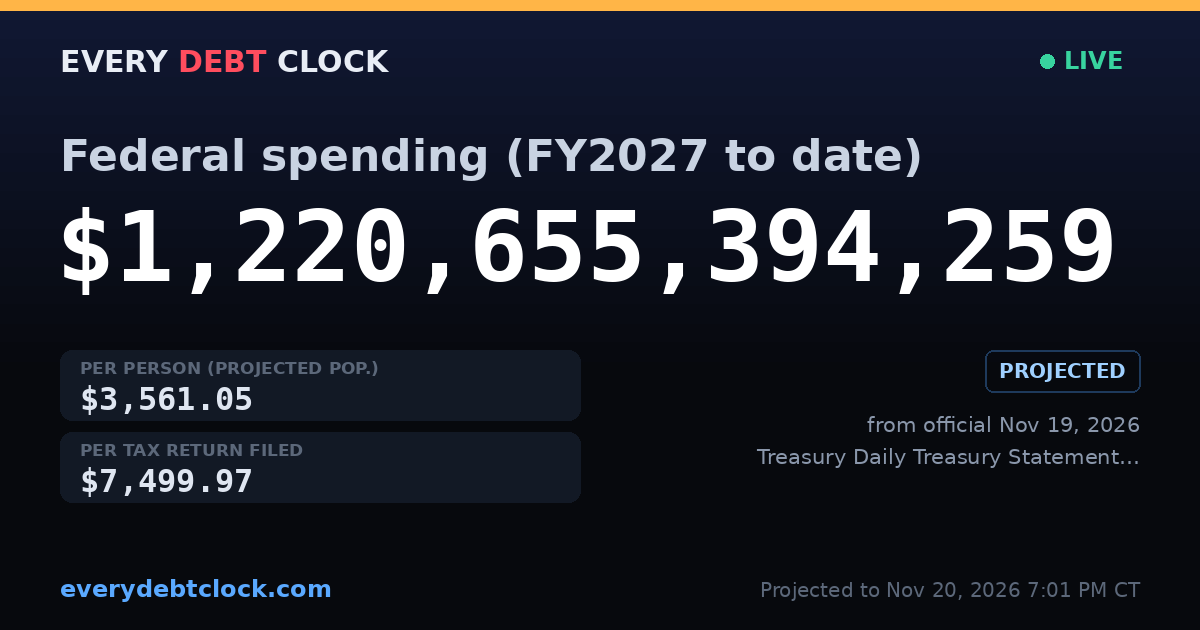 EVERY DEBT CLOCK
LIVE
Federal spending (FY2027 to date)
$1,220,655,394,259
PER PERSON (PROJECTED POP.)
$3,561.05
PER TAX RETURN FILED
$7,499.97
PROJECTED
from official Nov 19, 2026
Treasury Daily Treasury Statement…
everydebtclock.com
Projected to Nov 20, 2026 7:01 PM CT